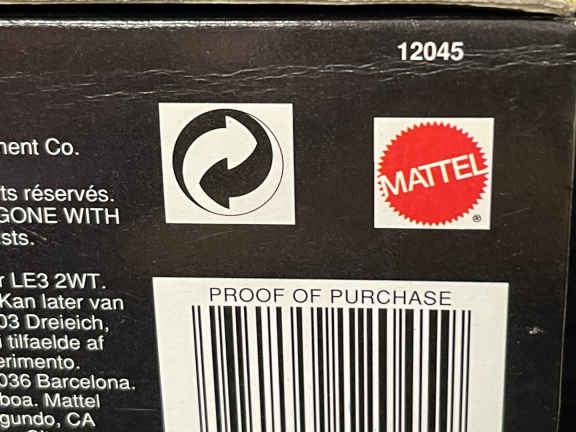 12045
ment Co.
MATTEL
®
ts réservés.
GONE WITH
sts.
r LE3 2WT.
Kan later van
03 Dreieich,
i tilfaelde af
erimento.
036 Barcelona.
boa. Mattel
gundo, CA
PROOF OF PURCHASE